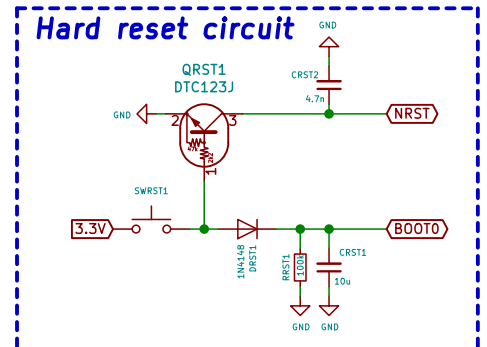 Hard reset circuit
GND
QRST1
DTC123J
CRST2
4.7n
GND
2
3
NRST
2k2
1
SWRST1
3.3V
BOOT0
1N4148
DRST1
RRST1
100k
CRST1
10u
GND
GND